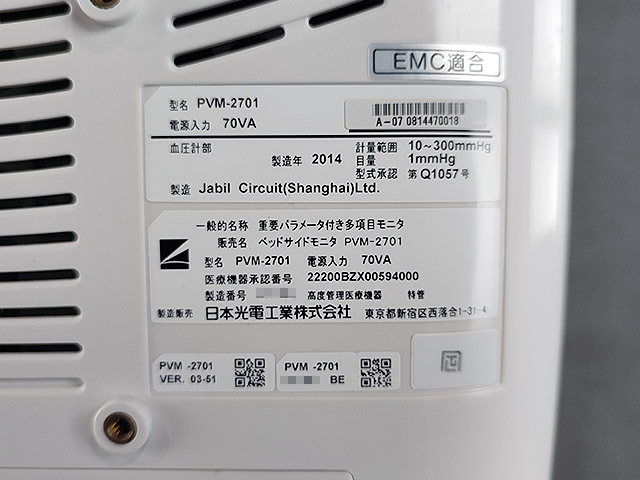 EMC適合
型名 PVM-2701
電源入力 70VA
A-07 0814470018
血圧計部
計量範囲 10～300mmHg
製造年 2014
目量 1mmHg
型式承認 第Q1057号
製造 Jabil Circuit(Shanghai)Ltd.
一般的名称 重要パラメータ付き多項目モニタ
販売名 ベッドサイドモニタ PVM-2701
型名 PVM-2701 電源入力 70VA
医療機器承認番号 22200BZX00594000
製造番号 高度管理医療機器 特管
製造販売 日本光電工業株式会社 東京都新宿区西落合1-31-4
PVM -2701
VER. 03-51
PVM -2701
BE